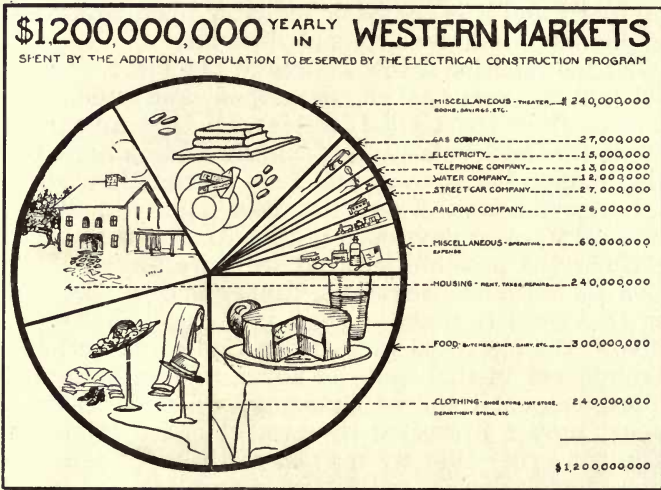 $1,200,000,000 YEARLY IN WESTERN MARKETS
SPENT BY THE ADDITIONAL POPULATION TO BE SERVED BY THE ELECTRICAL CONSTRUCTION PROGRAM
MISCELLANEOUS - THEATER, $ 240,000,000
BOOKS, SAVINGS, ETC.
GAS COMPANY 27,000,000
ELECTRICITY 15,000,000
TELEPHONE COMPANY 13,000,000
WATER COMPANY 12,000,000
STREET CAR COMPANY 27,000,000
RAILROAD COMPANY 26,000,000
MISCELLANEOUS - OPERATING 60,000,000
EXPENSE
HOUSING - RENT, TAXES REPAIRS 240,000,000
FOOD - BUTCHER, BAKER, DAIRY, ETC 300,000,000
CLOTHING - SHOE STORE, HAT STORE, 240,000,000
DEPARTMENT STORE, ETC
$1,200,000,000